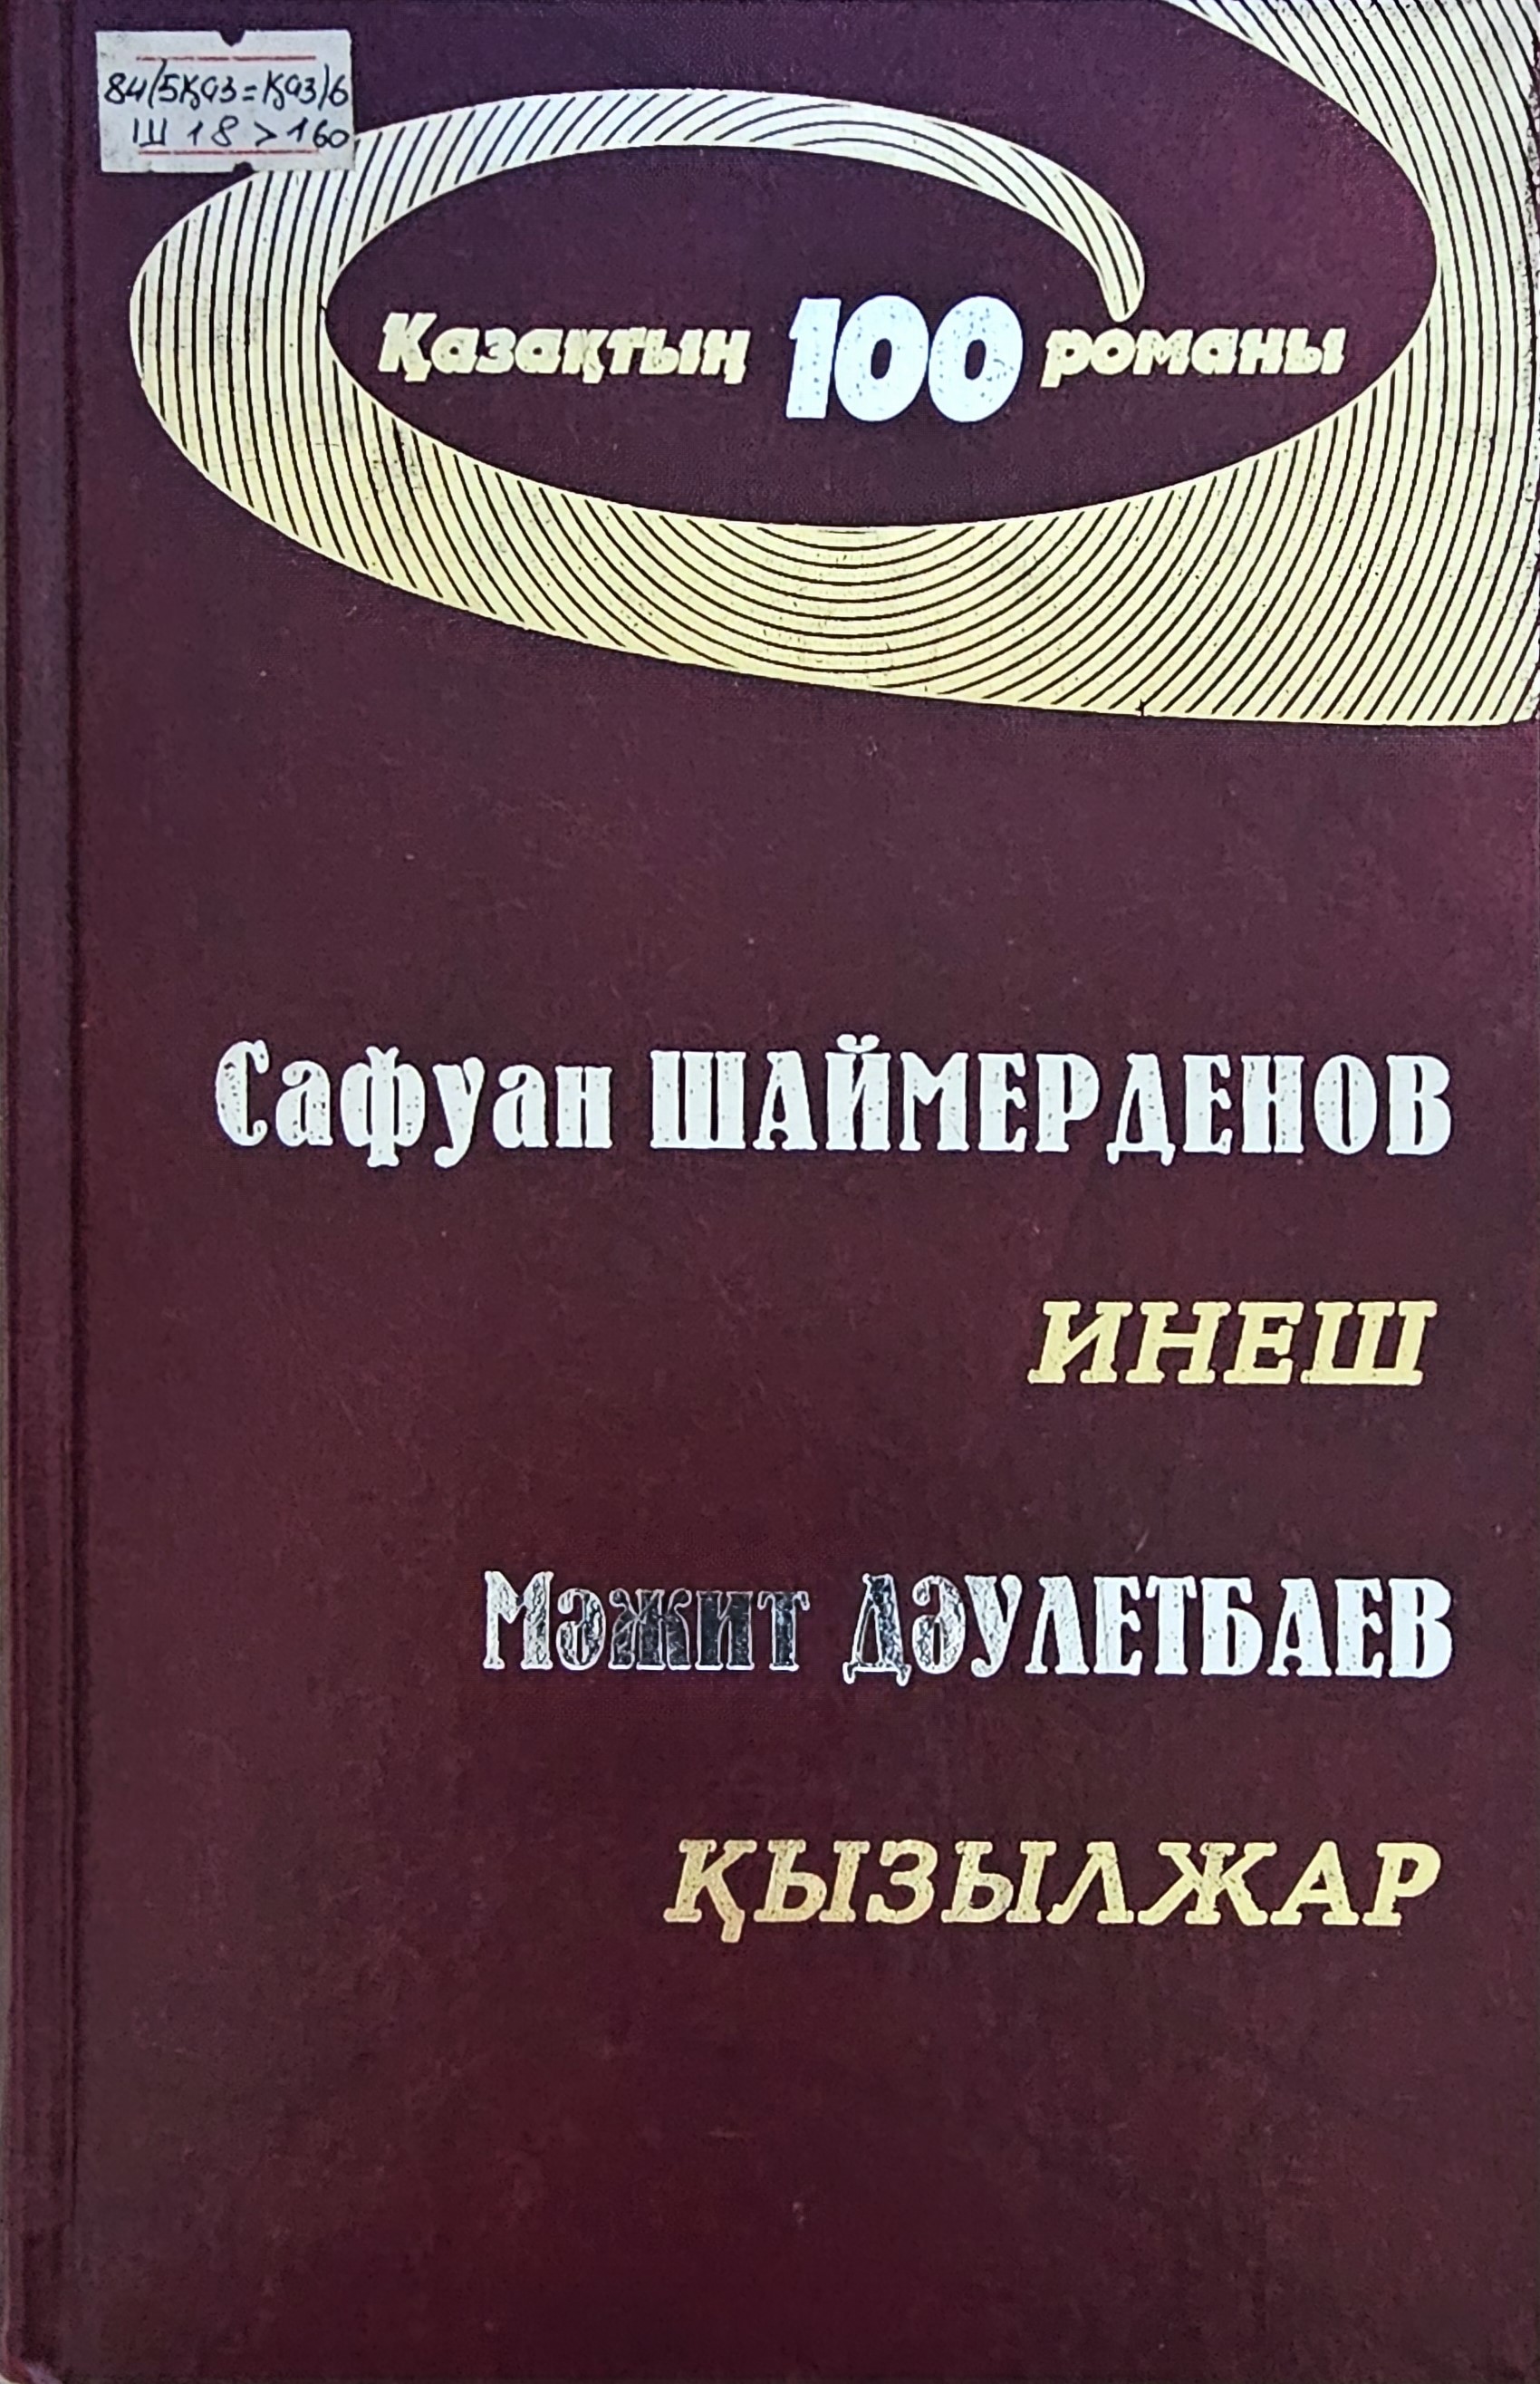 84(5Қаз=Қаз)6
Ш 18 > 160
Қазақтың 100 романы
Сафуан ШАЙМЕРДЕНОВ
ИНЕШ
Мәжит ДӘУЛЕТБАЕВ
ҚЫЗЫЛЖАР